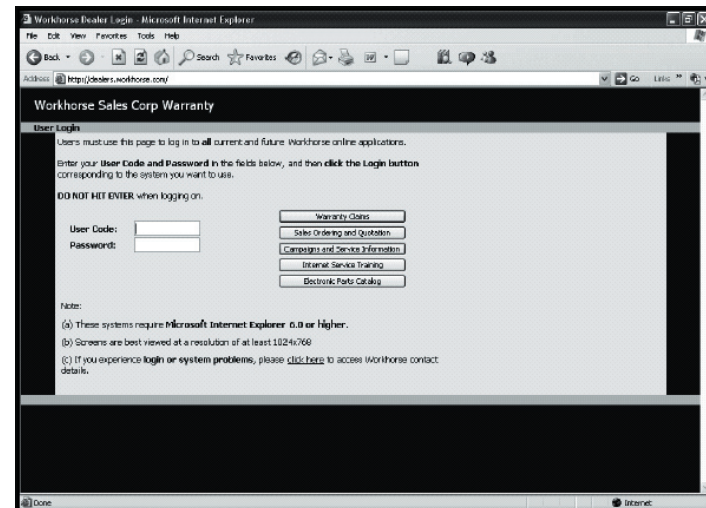 Workhorse Dealer Login - Microsoft Internet Explorer
File Edit View Favorites Tools Help
Back Search Favorites
Address http://dealers.workhorse.com/ Go Links »
Workhorse Sales Corp Warranty
User Login
Users must use this page to log in to all current and future Workhorse online applications.
Enter your User Code and Password in the fields below, and then click the Login button
corresponding to the system you want to use.
DO NOT HIT ENTER when logging on.
Warranty Claims
User Code:
Sales Ordering and Quotation
Password:
Campaigns and Service Information
Internet Service Training
Electronic Parts Catalog
Note:
(a) These systems require Microsoft Internet Explorer 6.0 or higher.
(b) Screens are best viewed at a resolution of at least 1024x768
(c) If you experience login or system problems, please click here to access Workhorse contact
details.
Done Internet